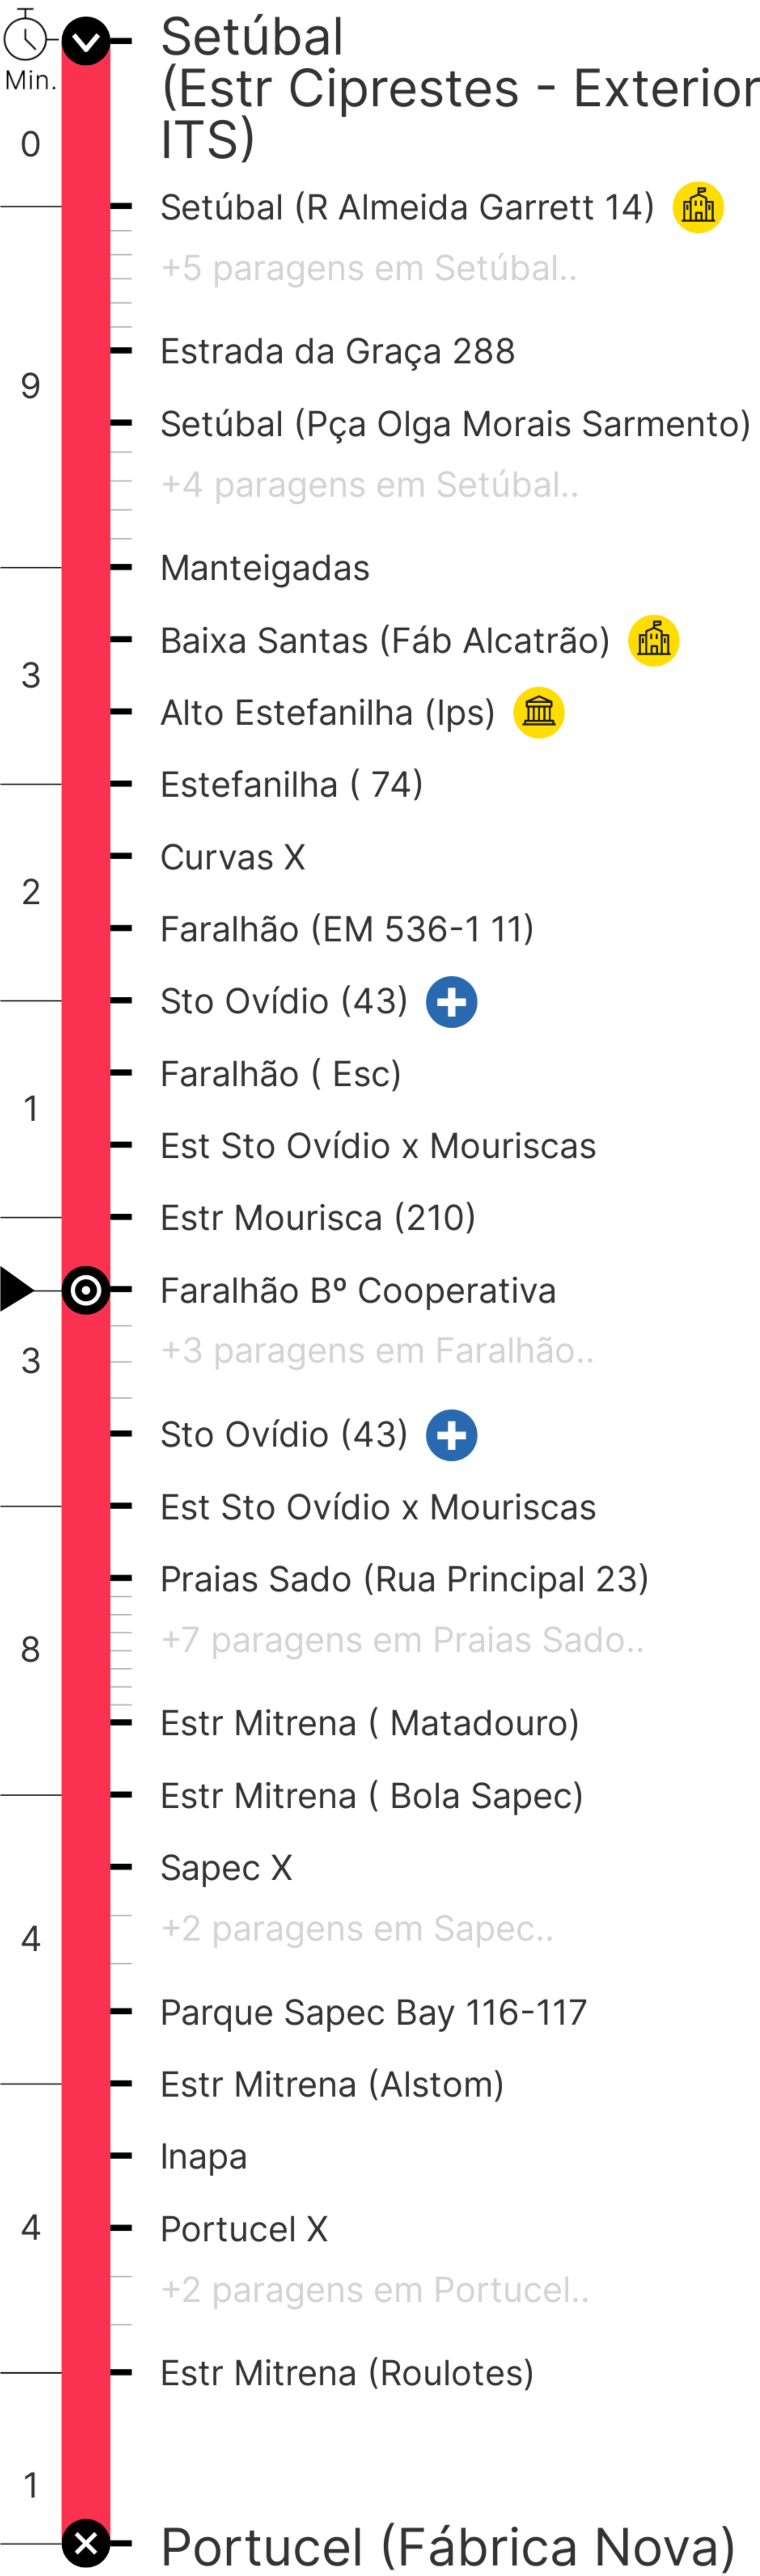 Setúbal
(Estr Ciprestes - Exterior
ITS)
Min.
0
Setúbal (R Almeida Garrett 14)
+5 paragens em Setúbal..
Estrada da Graça 288
9
Setúbal (Pça Olga Morais Sarmento)
+4 paragens em Setúbal..
Manteigadas
Baixa Santas (Fáb Alcatrão)
3
Alto Estefanilha (Ips)
Estefanilha ( 74)
Curvas X
2
Faralhão (EM 536-1 11)
Sto Ovídio (43)
Faralhão ( Esc)
1
Est Sto Ovídio x Mouriscas
Estr Mourisca (210)
Faralhão Bº Cooperativa
+3 paragens em Faralhão..
3
Sto Ovídio (43)
Est Sto Ovídio x Mouriscas
Praias Sado (Rua Principal 23)
+7 paragens em Praias Sado..
8
Estr Mitrena ( Matadouro)
Estr Mitrena ( Bola Sapec)
Sapec X
+2 paragens em Sapec..
4
Parque Sapec Bay 116-117
Estr Mitrena (Alstom)
Inapa
4
Portucel X
+2 paragens em Portucel..
Estr Mitrena (Roulotes)
1
Portucel (Fábrica Nova)